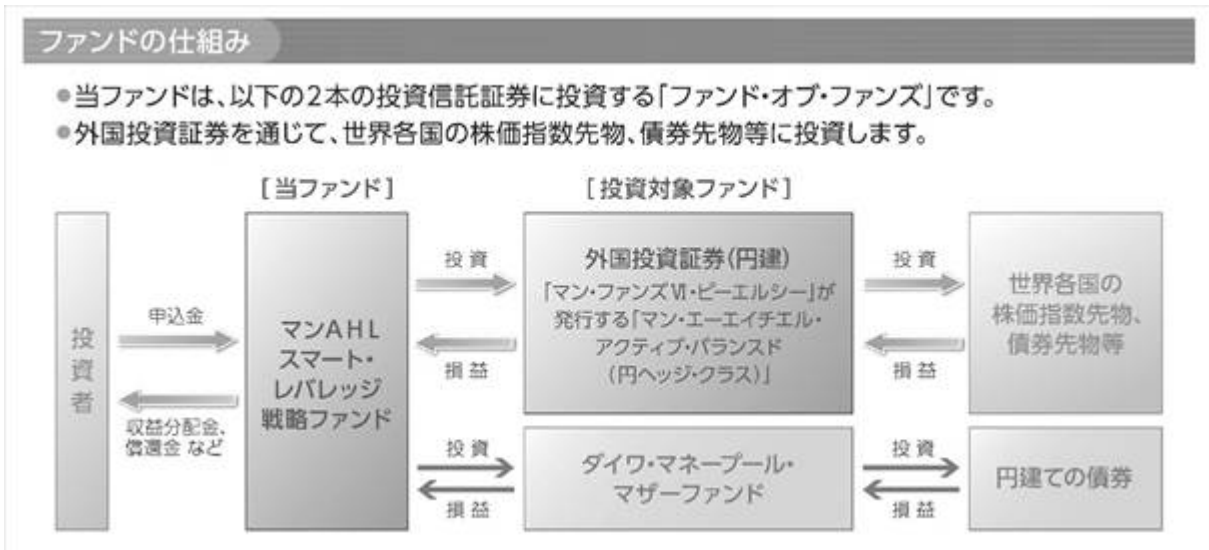 ファンドの仕組み
●当ファンドは、以下の2本の投資信託証券に投資する「ファンド・オブ・ファンズ」です。
●外国投資証券を通じて、世界各国の株価指数先物、債券先物等に投資します。
[当ファンド]
[投資対象ファンド]
投資者
申込金
収益分配金、
償還金 など
マンAHL
スマート・
レバレッジ
戦略ファンド
投資
損益
外国投資証券(円建)
「マン・ファンズⅥ・ピーエルシー」が
発行する「マン・エーエイチエル・
アクティブ・バランスド
(円ヘッジ・クラス)」
投資
損益
世界各国の
株価指数先物、
債券先物等
投資
損益
ダイワ・マネープール・
マザーファンド
投資
損益
円建ての債券